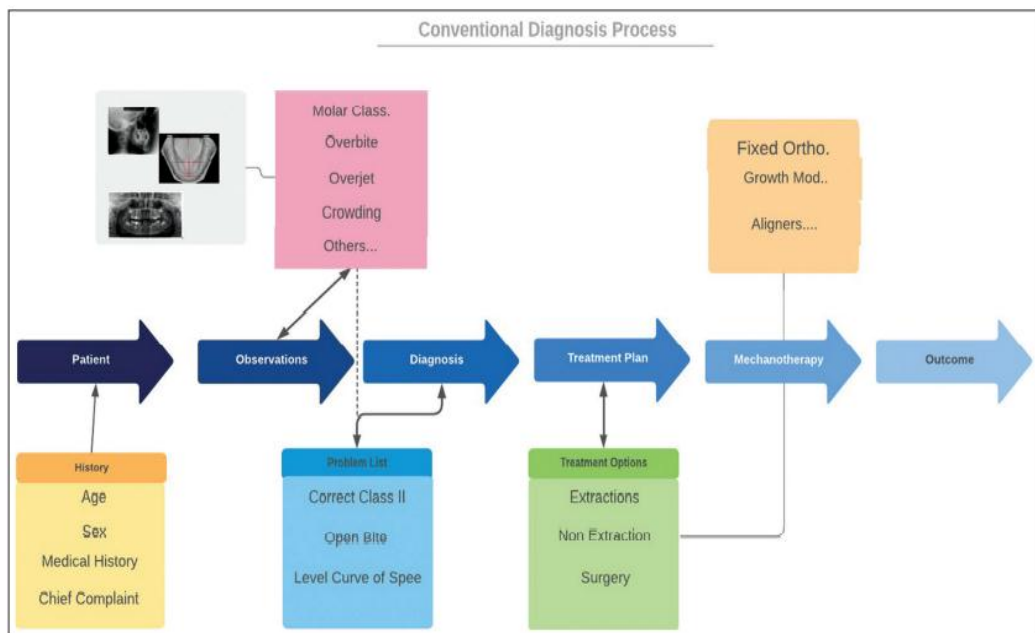 Conventional Diagnosis Process
Molar Class.
Overbite
Overjet
Crowding
Others...
Fixed Ortho.
Growth Mod..
Aligners....
Patient
Observations
Diagnosis
Treatment Plan
Mechanotherapy
Outcome
History
Age
Sex
Medical History
Chief Complaint
Problem List
Correct Class II
Open Bite
Level Curve of Spee
Treatment Options
Extractions
Non Extraction
Surgery